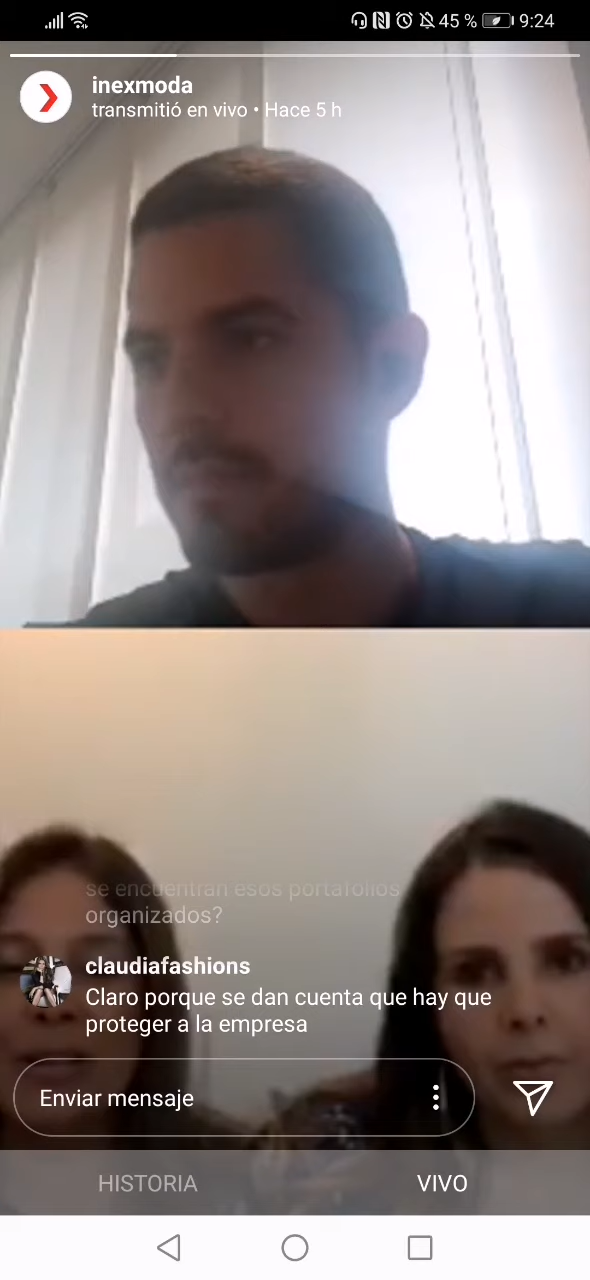 45 % 9:24
inexmoda
transmitió en vivo • Hace 5 h
se encuentran esos portafolios
organizados?
claudiafashions
Claro porque se dan cuenta que hay que
proteger a la empresa
Enviar mensaje
HISTORIA VIVO